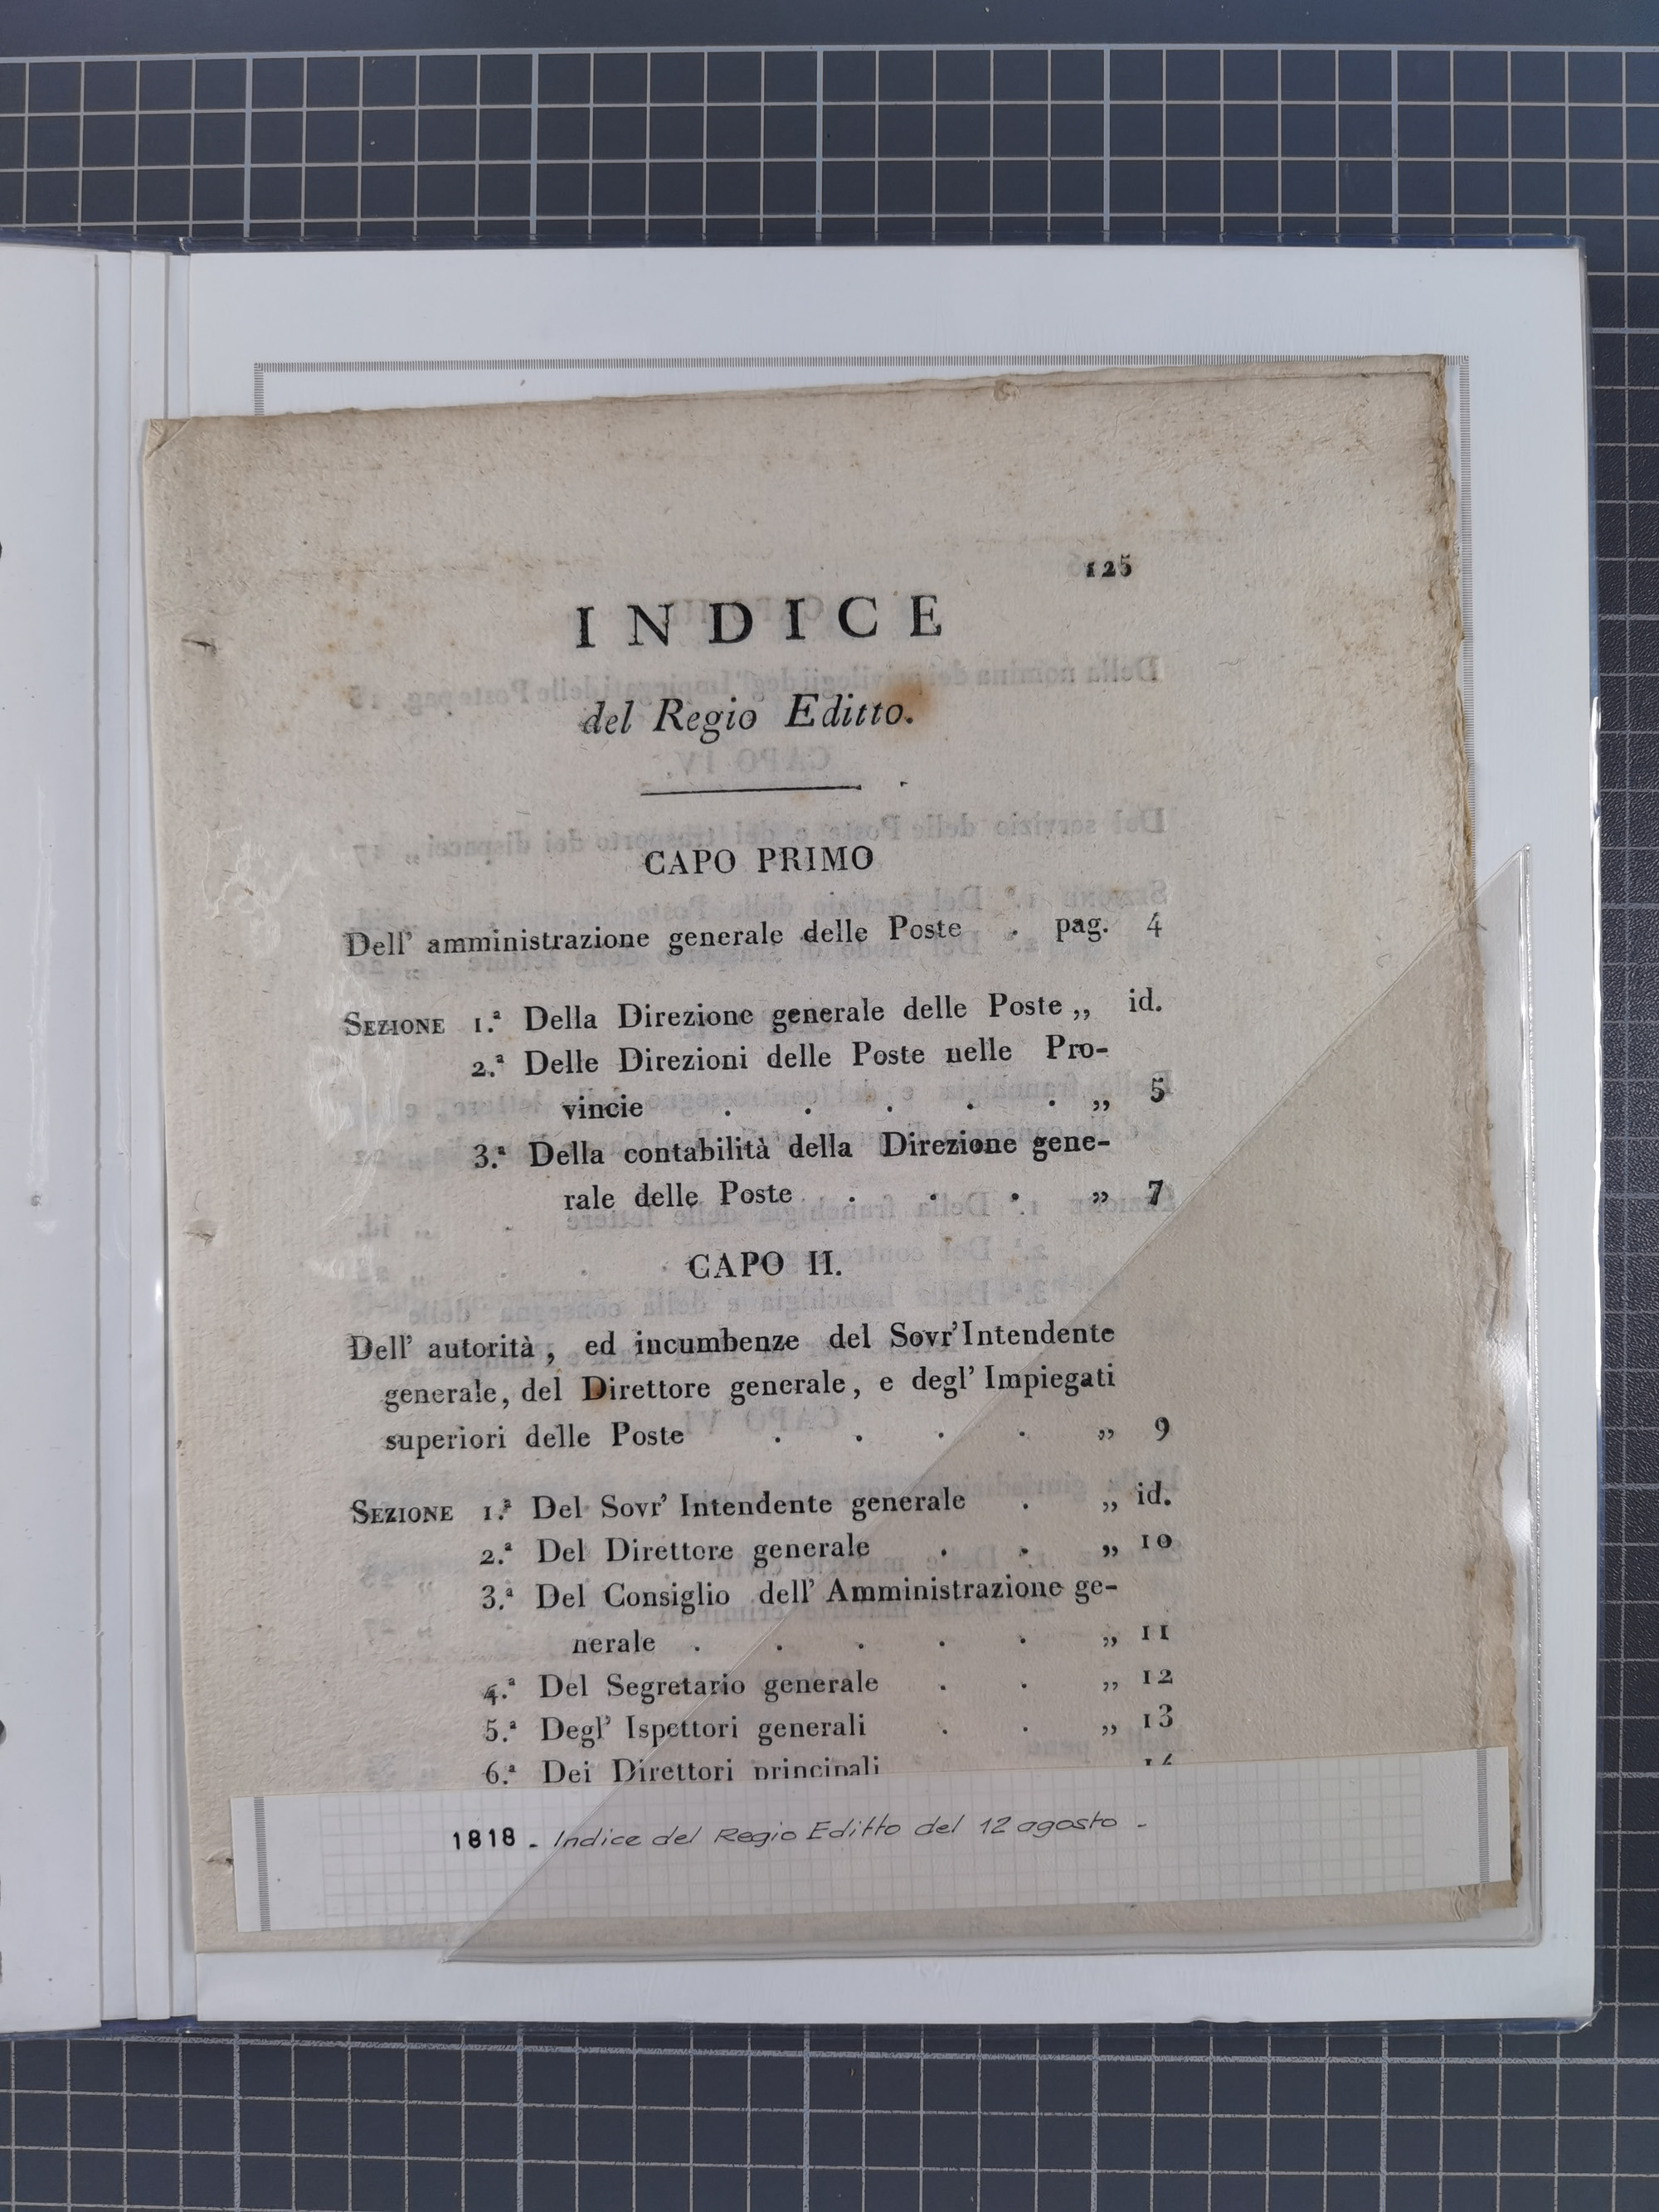 125
INDICE
del Regio Editto.
CAPO PRIMO
Dell' amministrazione generale delle Poste . pag. 4
SEZIONE 1.ª Della Direzione generale delle Poste „ id.
2.ª Delle Direzioni delle Poste nelle Pro-
vincie . . . . . „ 5
3.ª Della contabilità della Direzione gene-
rale delle Poste . . . „ 7
CAPO II.
Dell' autorità, ed incumbenze del Sovr'Intendente
generale, del Direttore generale, e degl' Impiegati
superiori delle Poste . . . . „ 9
SEZIONE 1.ª Del Sovr' Intendente generale . „ id.
2.ª Del Direttore generale . . „ 10
3.ª Del Consiglio dell' Amministrazione ge-
nerale . . . . . „ 11
4.ª Del Segretario generale . . „ 12
5.ª Degl' Ispettori generali . . „ 13
6.ª Dei Direttori principali
1818 - Indice del Regio Editto del 12 agosto -